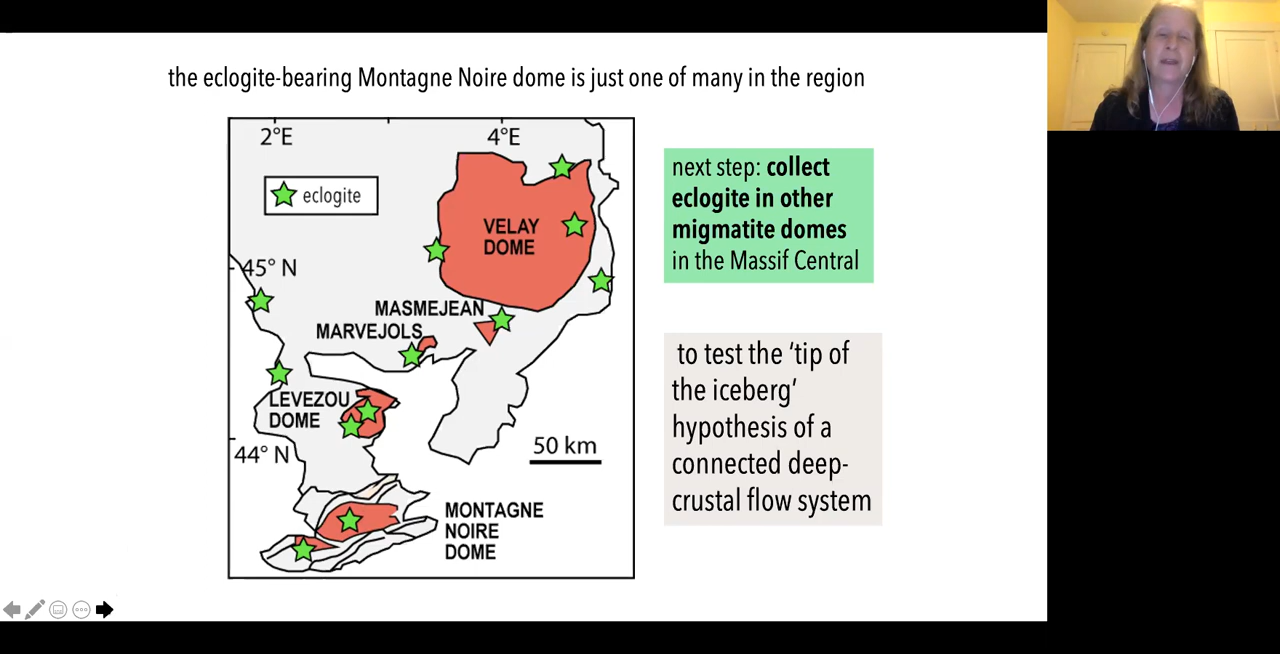 the eclogite-bearing Montagne Noire dome is just one of many in the region
2°E
4°E
eclogite
VELAY
DOME
45° N
MASMEJEAN
MARVEJOLS
LEVEZOU
DOME
44° N
50 km
MONTAGNE
NOIRE
DOME
next step: collect
eclogite in other
migmatite domes
in the Massif Central
to test the ‘tip of
the iceberg’
hypothesis of a
connected deep-
crustal flow system